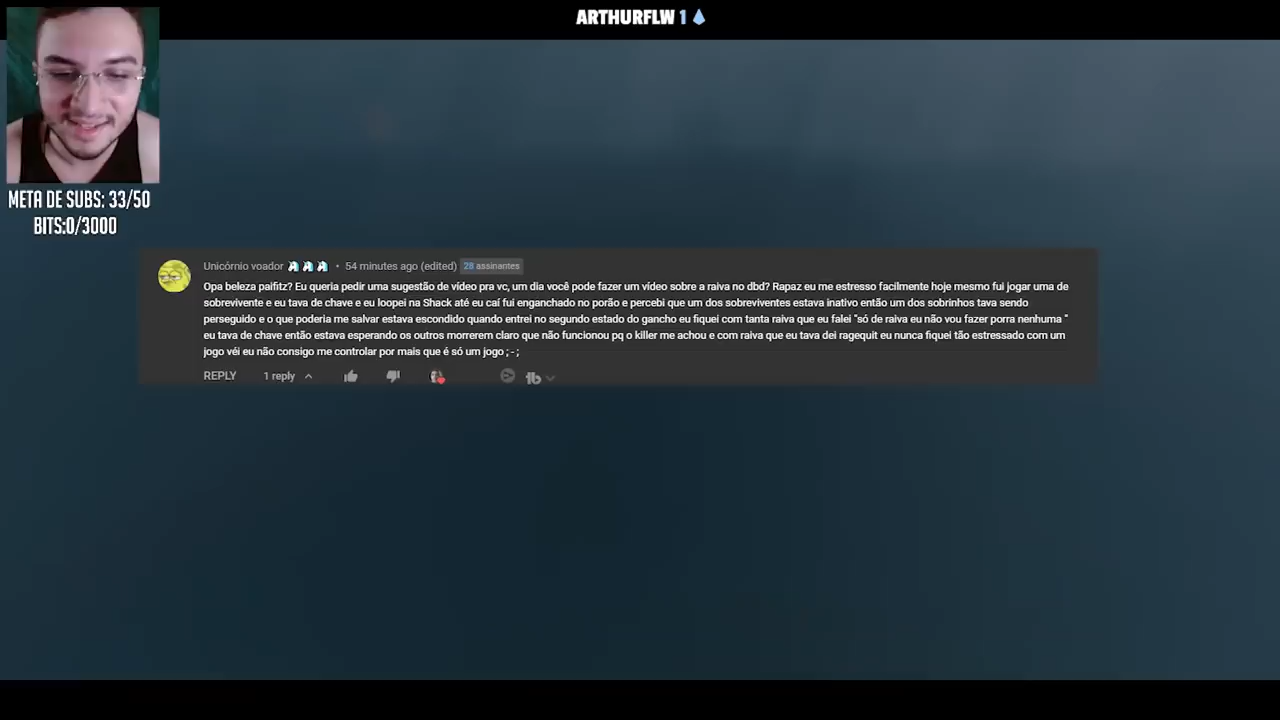 ARTHURFLW 1
META DE SUBS: 33/50
BITS:0/3000
Unicórnio voador 🦄 🦄 🦄 • 54 minutes ago (edited) 28 assinantes
Opa beleza paifitz? Eu queria pedir uma sugestão de vídeo pra vc, um dia você pode fazer um vídeo sobre a raiva no dbd? Rapaz eu me estresso facilmente hoje mesmo fui jogar uma de
sobrevivente e eu tava de chave e eu loopei na Shack até eu caí fui enganchado no porão e percebi que um dos sobreviventes estava inativo então um dos sobrinhos tava sendo
perseguido e o que poderia me salvar estava escondido quando entrei no segundo estado do gancho eu fiquei com tanta raiva que eu falei "só de raiva eu não vou fazer porra nenhuma "
eu tava de chave então estava esperando os outros morrerem claro que não funcionou pq o killer me achou e com raiva que eu tava dei ragequit eu nunca fiquei tão estressado com um
jogo véi eu não consigo me controlar por mais que é só um jogo ; - ;
REPLY 1 reply